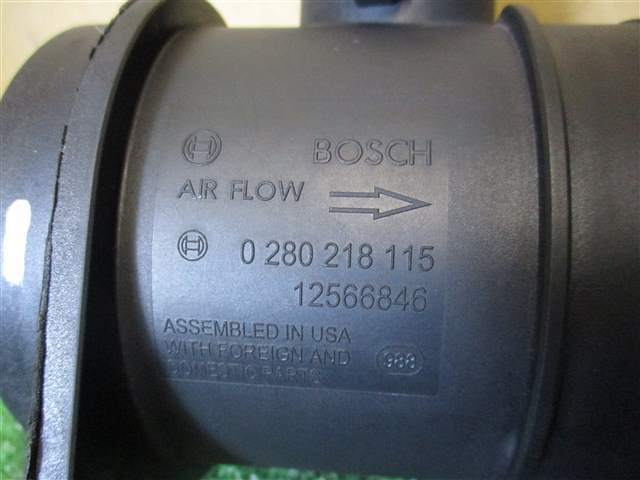 BOSCH
AIR FLOW
0 280 218 115
12566846
ASSEMBLED IN USA
WITH FOREIGN AND
DOMESTIC PARTS
988